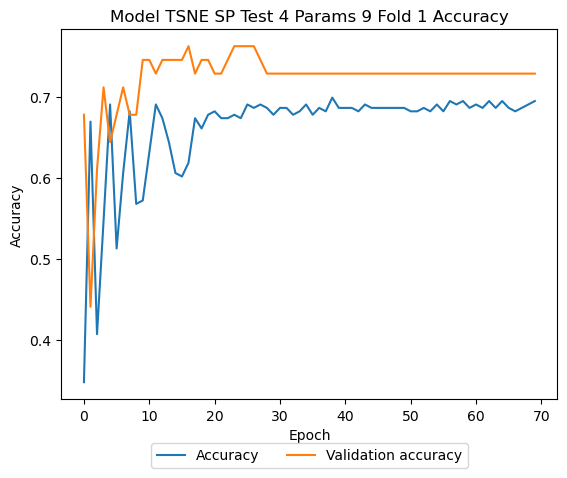 Model TSNE SP Test 4 Params 9 Fold 1 Accuracy
Accuracy
0.7
0.6
0.5
0.4
0 10 20 30 40 50 60 70
Epoch
Accuracy Validation accuracy